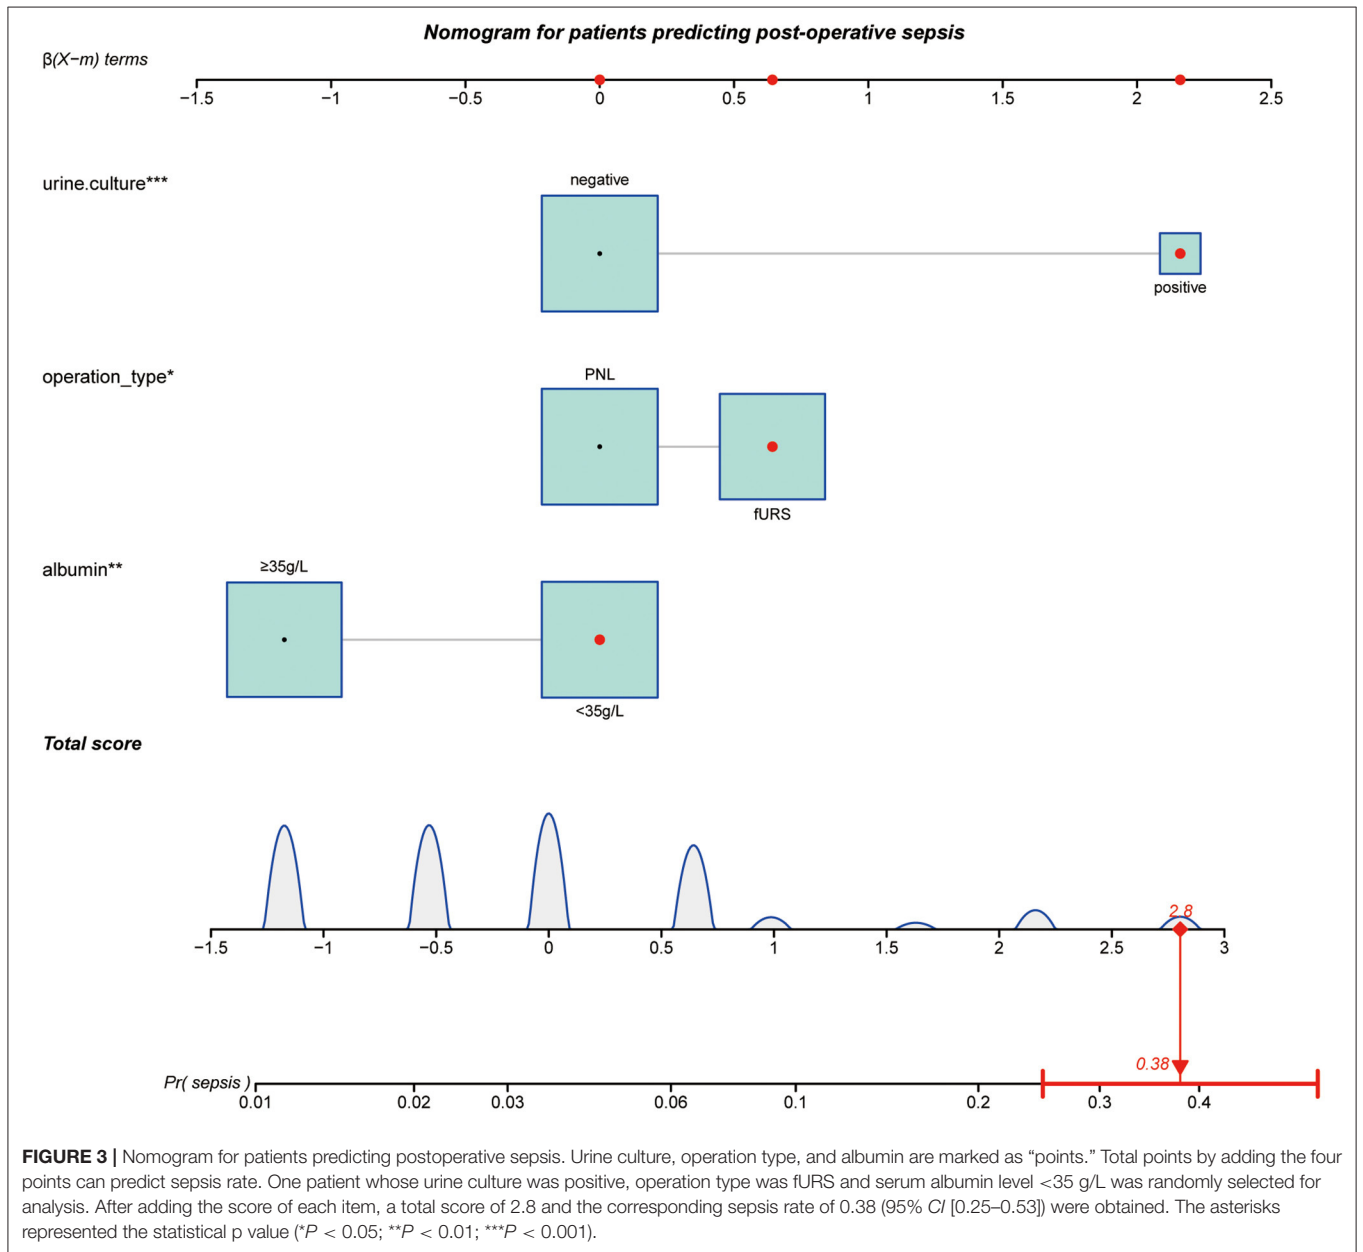 Nomogram for patients predicting post-operative sepsis
β(X−m) terms
−1.5 −1 −0.5 0 0.5 1 1.5 2 2.5
urine.culture***
negative
positive
operation_type*
PNL
fURS
albumin**
≥35g/L
<35g/L
Total score
2.8
−1.5 −1 −0.5 0 0.5 1 1.5 2 2.5 3
0.38
Pr( sepsis )
0.01 0.02 0.03 0.06 0.1 0.2 0.3 0.4
FIGURE 3 | Nomogram for patients predicting postoperative sepsis. Urine culture, operation type, and albumin are marked as “points.” Total points by adding the four
points can predict sepsis rate. One patient whose urine culture was positive, operation type was fURS and serum albumin level <35 g/L was randomly selected for
analysis. After adding the score of each item, a total score of 2.8 and the corresponding sepsis rate of 0.38 (95% CI [0.25–0.53]) were obtained. The asterisks
represented the statistical p value (*P < 0.05; **P < 0.01; ***P < 0.001).